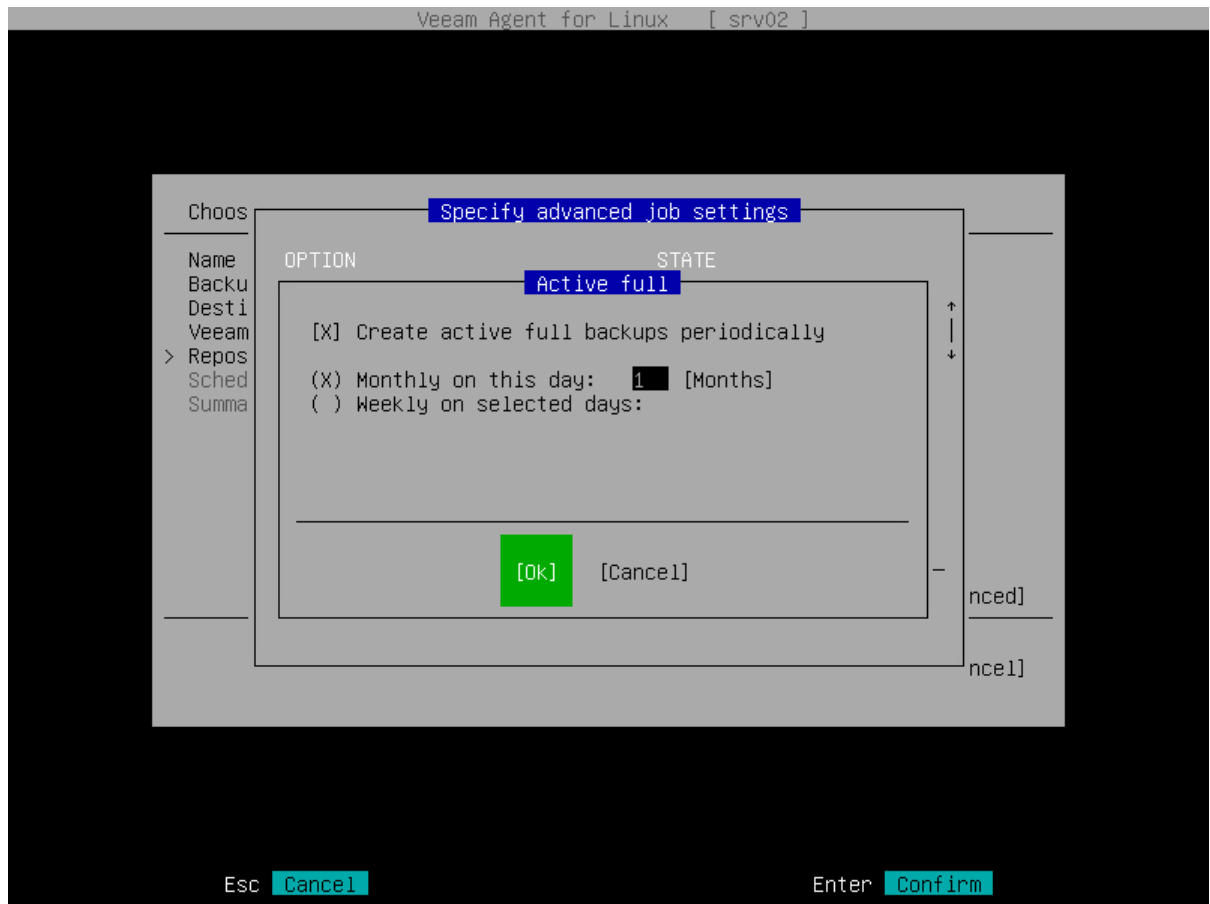 Veeam Agent for Linux [ srv02 ]
Choos
Specify advanced job settings
Name
OPTION STATE
Backu
Active full
Desti
Veeam
[X] Create active full backups periodically
> Repos
Sched
(X) Monthly on this day: 1 [Months]
Summa
( ) Weekly on selected days:
[Ok] [Cancel]
nced]
ncel]
Esc Cancel Enter Confirm